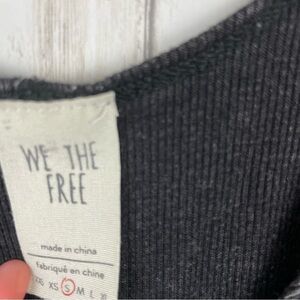 WE THE
FREE
made in china
fabriqué en chine
XS S M L